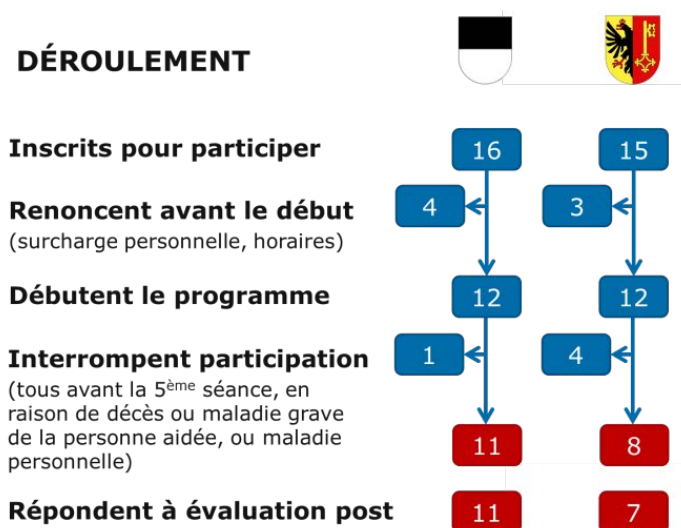 DÉROULEMENT
Inscrits pour participer 16 15
Renoncent avant le début 4 3
(surcharge personnelle, horaires)
Débutent le programme 12 12
Interrompent participation 1 4
(tous avant la 5ème séance, en
raison de décès ou maladie grave
de la personne aidée, ou maladie 11 8
personnelle)
Répondent à évaluation post 11 7